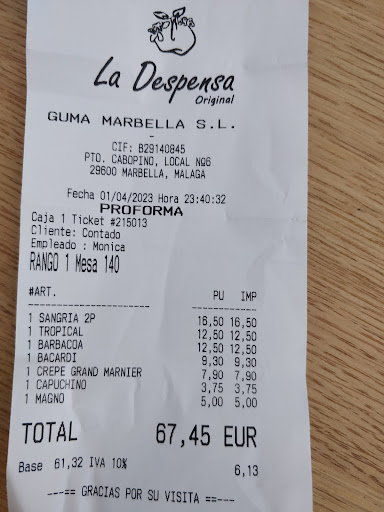 La Despensa
Original
GUMA MARBELLA S.L.
-
CIF: B29140845
PTO. CABOPINO, LOCAL Nº6
29600 MARBELLA, MALAGA
Fecha 01/04/2023 Hora 23:40:32
PROFORMA
Caja 1 Ticket #215013
Cliente: Contado
Empleado : Monica
RANGO 1 Mesa 140
#ART. PU IMP
1 SANGRIA 2P 16,50 16,50
1 TROPICAL 12,50 12,50
1 BARBACOA 12,50 12,50
1 BACARDI 9,30 9,30
1 CREPE GRAND MARNIER 7,90 7,90
1 CAPUCHINO 3,75 3,75
1 MAGNO 5,00 5,00
TOTAL 67,45 EUR
Base 61,32 IVA 10% 6,13
---== GRACIAS POR SU VISITA ==---